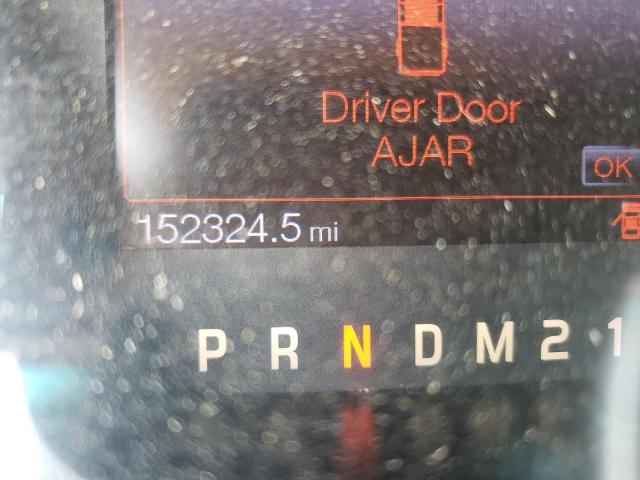 Driver Door
AJAR
OK
152324.5 mi
P R N D M 2 1